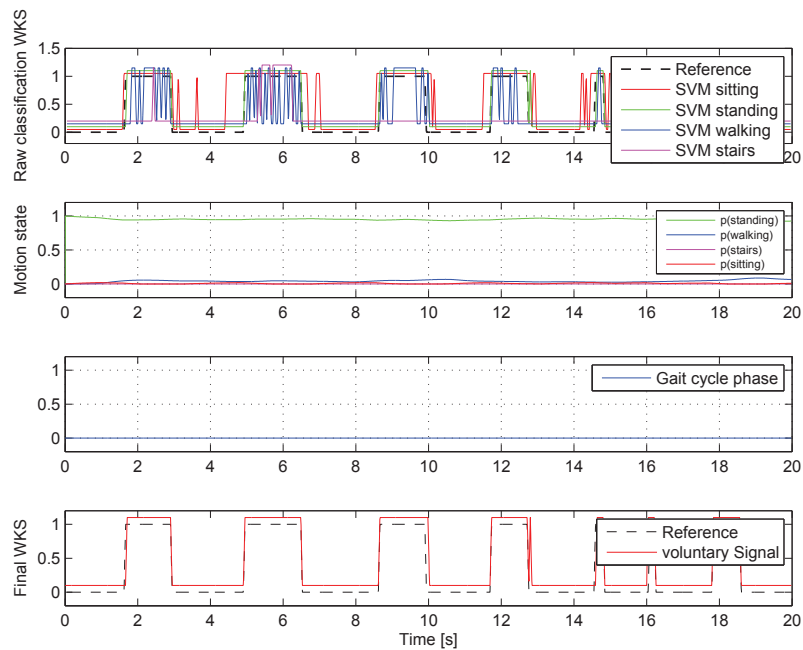 Raw classification WKS
1.5
1
0.5
0
Reference
SVM sitting
SVM standing
SVM walking
SVM stairs
0 2 4 6 8 10 12 14 16 18 20
Motion state
1
0.5
0
p(standing)
p(walking)
p(stairs)
p(sitting)
0 2 4 6 8 10 12 14 16 18 20
1
0.5
0
Gait cycle phase
0 2 4 6 8 10 12 14 16 18 20
Final WKS
1
0.5
0
Reference
voluntary Signal
0 2 4 6 8 10 12 14 16 18 20
Time [s]